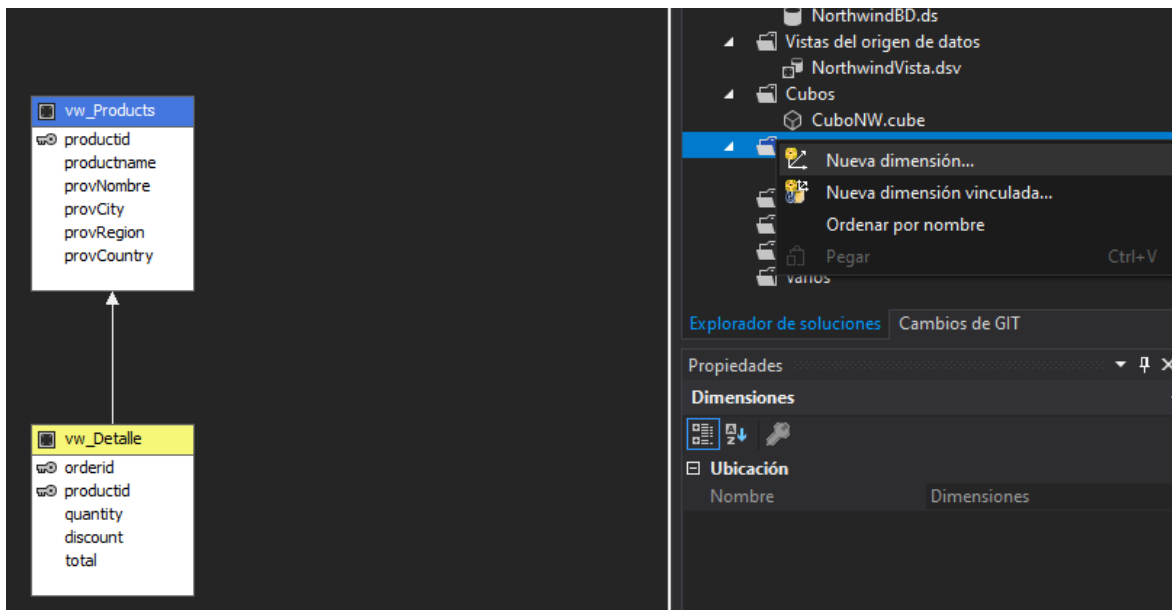 vw_Products
productid
productname
provNombre
provCity
provRegion
provCountry
vw_Detalle
orderid
productid
quantity
discount
total
NorthwindBD.ds
Vistas del origen de datos
NorthwindVista.dsv
Cubos
CuboNW.cube
Nueva dimensión...
Nueva dimensión vinculada...
Ordenar por nombre
Pegar Ctrl+V
Varios
Explorador de soluciones Cambios de GIT
Propiedades
Dimensiones
Ubicación
Nombre Dimensiones